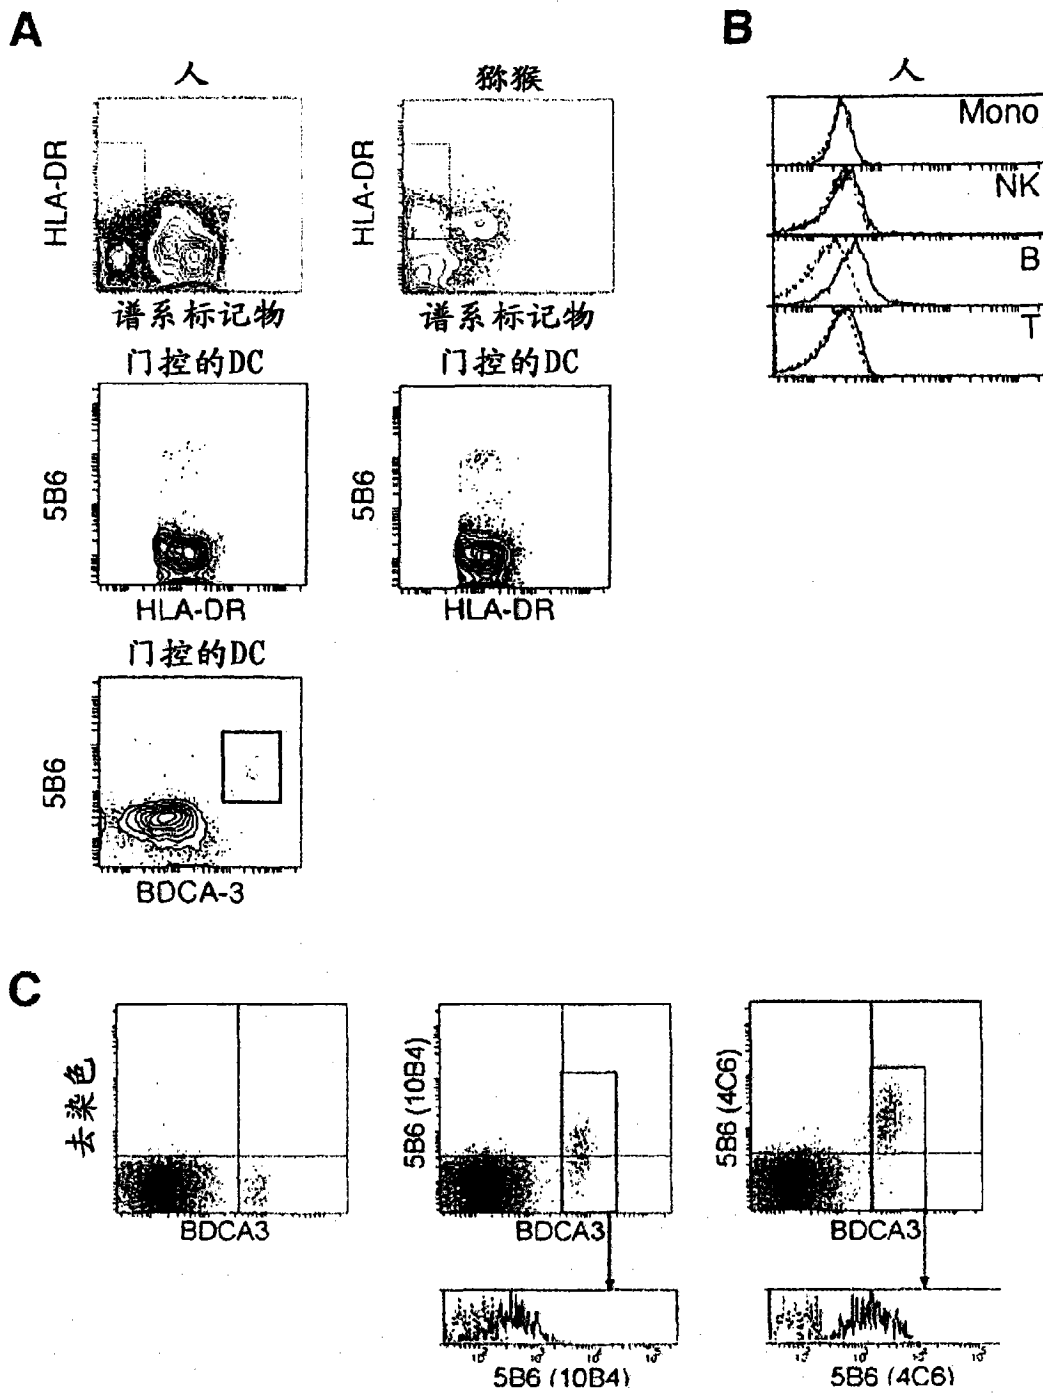 A
人
猕猴
HLA-DR
HLA-DR
谱系标记物
谱系标记物
门控的DC
门控的DC
5B6
5B6
HLA-DR
HLA-DR
门控的DC
5B6
BDCA-3
B
人
Mono
NK
B
T
C
去染色
5B6 (10B4)
5B6 (4C6)
BDCA3
BDCA3
BDCA3
5B6 (10B4)
5B6 (4C6)